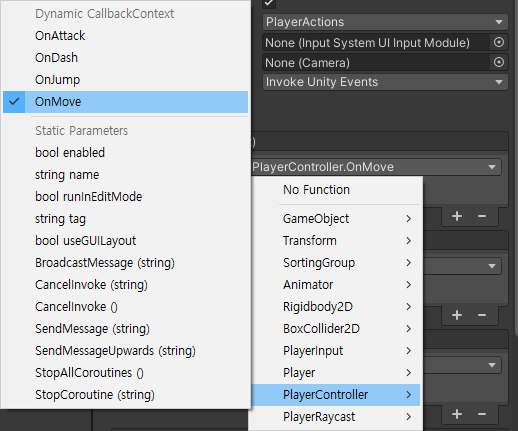 Dynamic CallbackContext
OnAttack
OnDash
OnJump
OnMove
Static Parameters
bool enabled
string name
bool runInEditMode
string tag
bool useGUILayout
BroadcastMessage (string)
CancelInvoke (string)
CancelInvoke ()
SendMessage (string)
SendMessageUpwards (string)
StopAllCoroutines ()
StopCoroutine (string)
PlayerActions
None (Input System UI Input Module)
None (Camera)
Invoke Unity Events
PlayerController.OnMove
No Function
GameObject
Transform
SortingGroup
Animator
Rigidbody2D
BoxCollider2D
PlayerInput
Player
PlayerController
PlayerRaycast